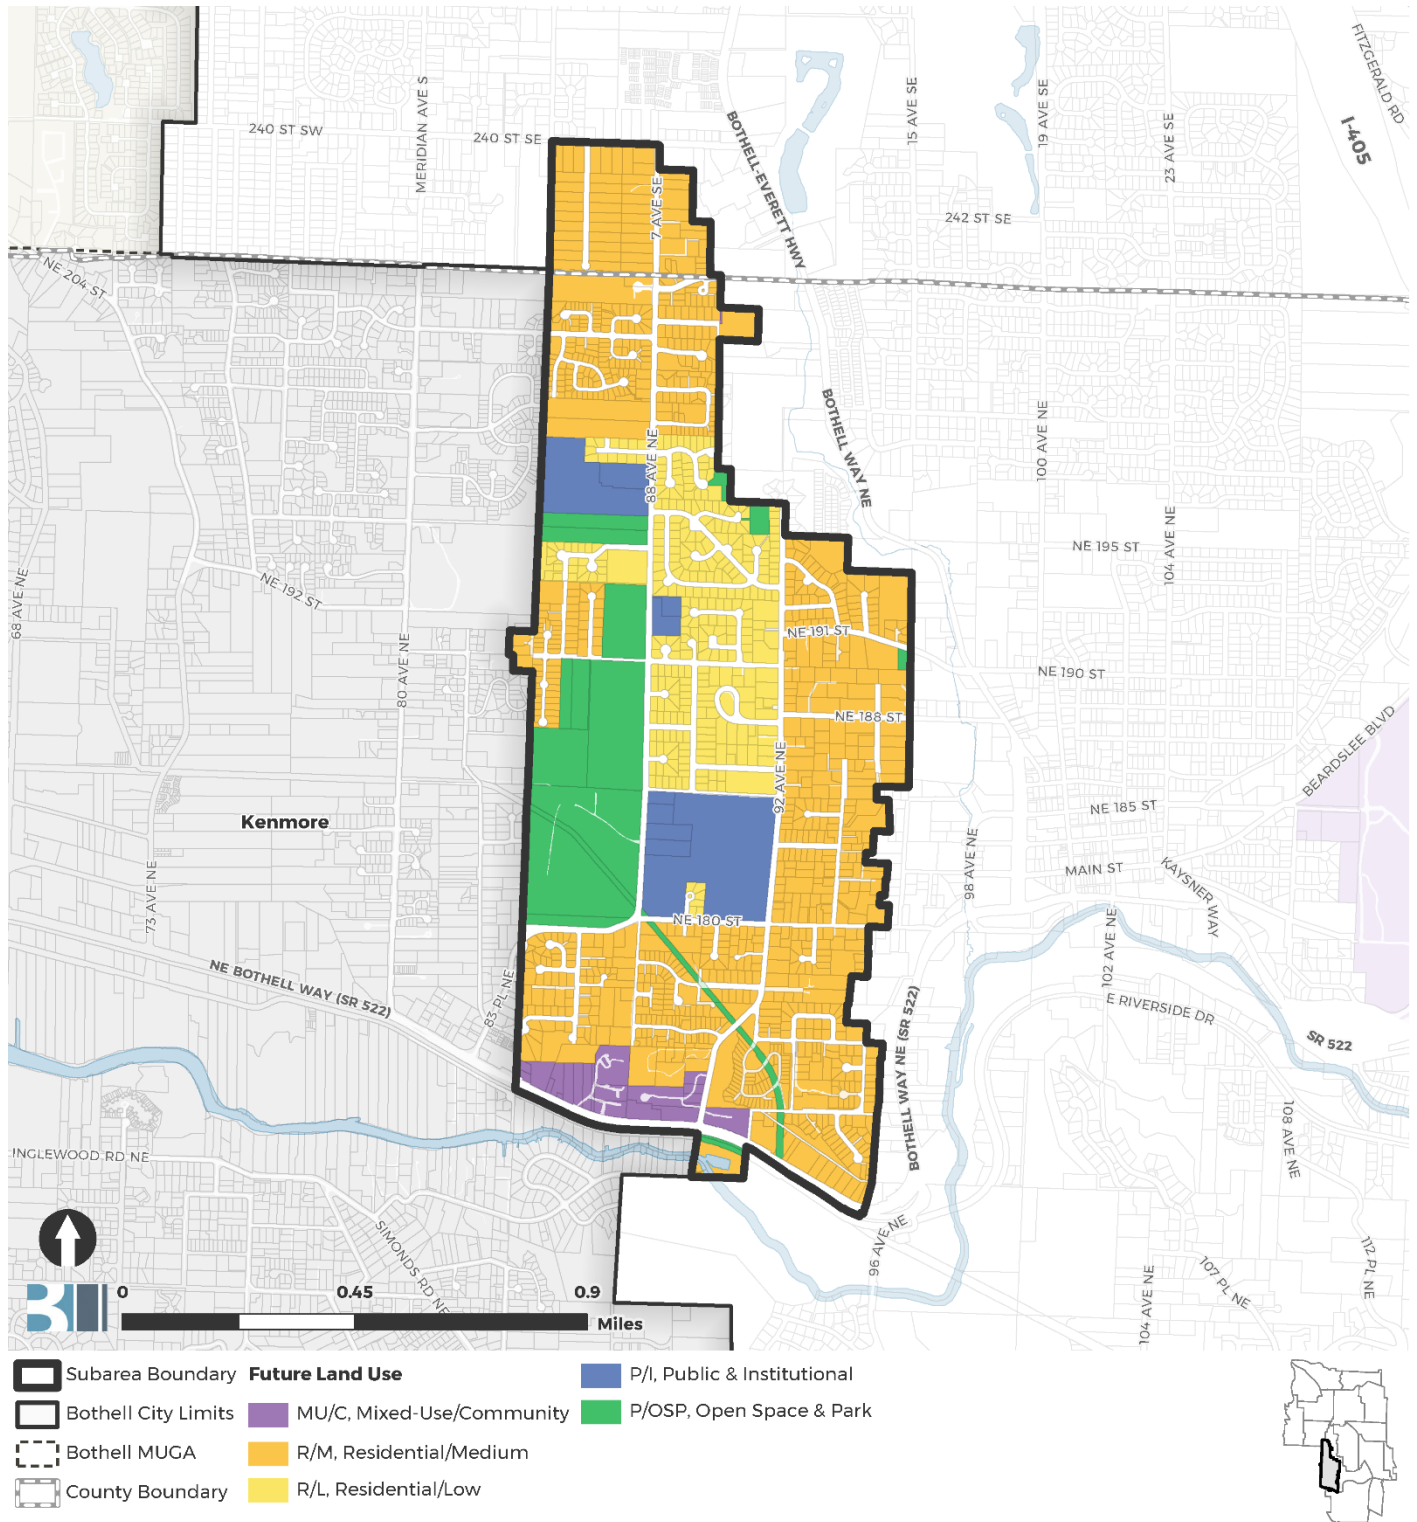 FITZGERALD RD
I-405
240 ST SW
MERIDIAN AVE S
240 ST SE
BOTHELL-EVERETT HWY
15 AVE SE
19 AVE SE
23 AVE SE
7 AVE SE
242 ST SE
NE 204 ST
BOTHELL WAY NE
100 AVE NE
88 AVE NE
104 AVE NE
NE 195 ST
68 AVE NE
NE 192 ST
80 AVE NE
NE 191 ST
NE 190 ST
NE 188 ST
92 AVE NE
BEARDSLEE BLVD
NE 185 ST
Kenmore
73 AVE NE
98 AVE NE
MAIN ST
KAYSNER WAY
NE 180 ST
102 AVE NE
NE BOTHELL WAY (SR 522)
83 PL NE
E RIVERSIDE DR
BOTHELL WAY NE (SR 522)
SR 522
INGLEWOOD RD NE
108 AVE NE
SIMONDS RD NE
96 AVE NE
107 PL NE
112 PL NE
104 AVE NE
0 0.45 0.9
Miles
Subarea Boundary
Bothell City Limits
Bothell MUGA
County Boundary
Future Land Use
MU/C, Mixed-Use/Community
R/M, Residential/Medium
R/L, Residential/Low
P/I, Public & Institutional
P/OSP, Open Space & Park